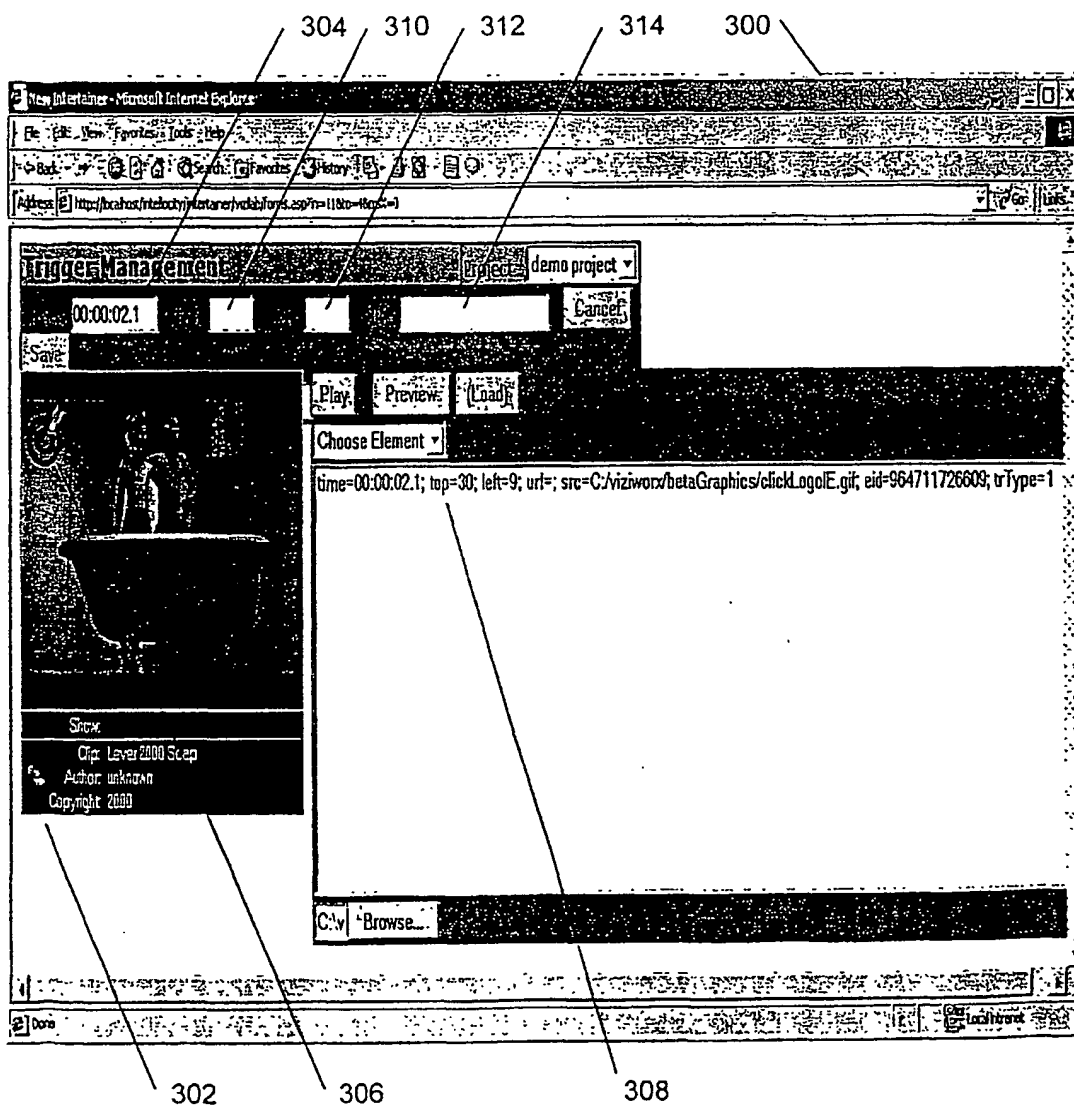 304 310 312 314 300
New Intertainer - Microsoft Internet Explorer
File Edit View Favorites Tools Help
Back Search Favorites History
Address Go Links
Trigger Management Project: demo project
00:00:02.1 Cancel
Save
Play Preview (Load)
Choose Element
time=00:00:02.1; top=30; left=9; url=; src=C:/viziworx/betaGraphics/clickLogoIE.gif; eid=964711726609; trType=1
Show:
Clip: Lever2000 Soap
Author: unknown
Copyright: 2000
C:\v Browse...
Done Local intranet
302 306 308